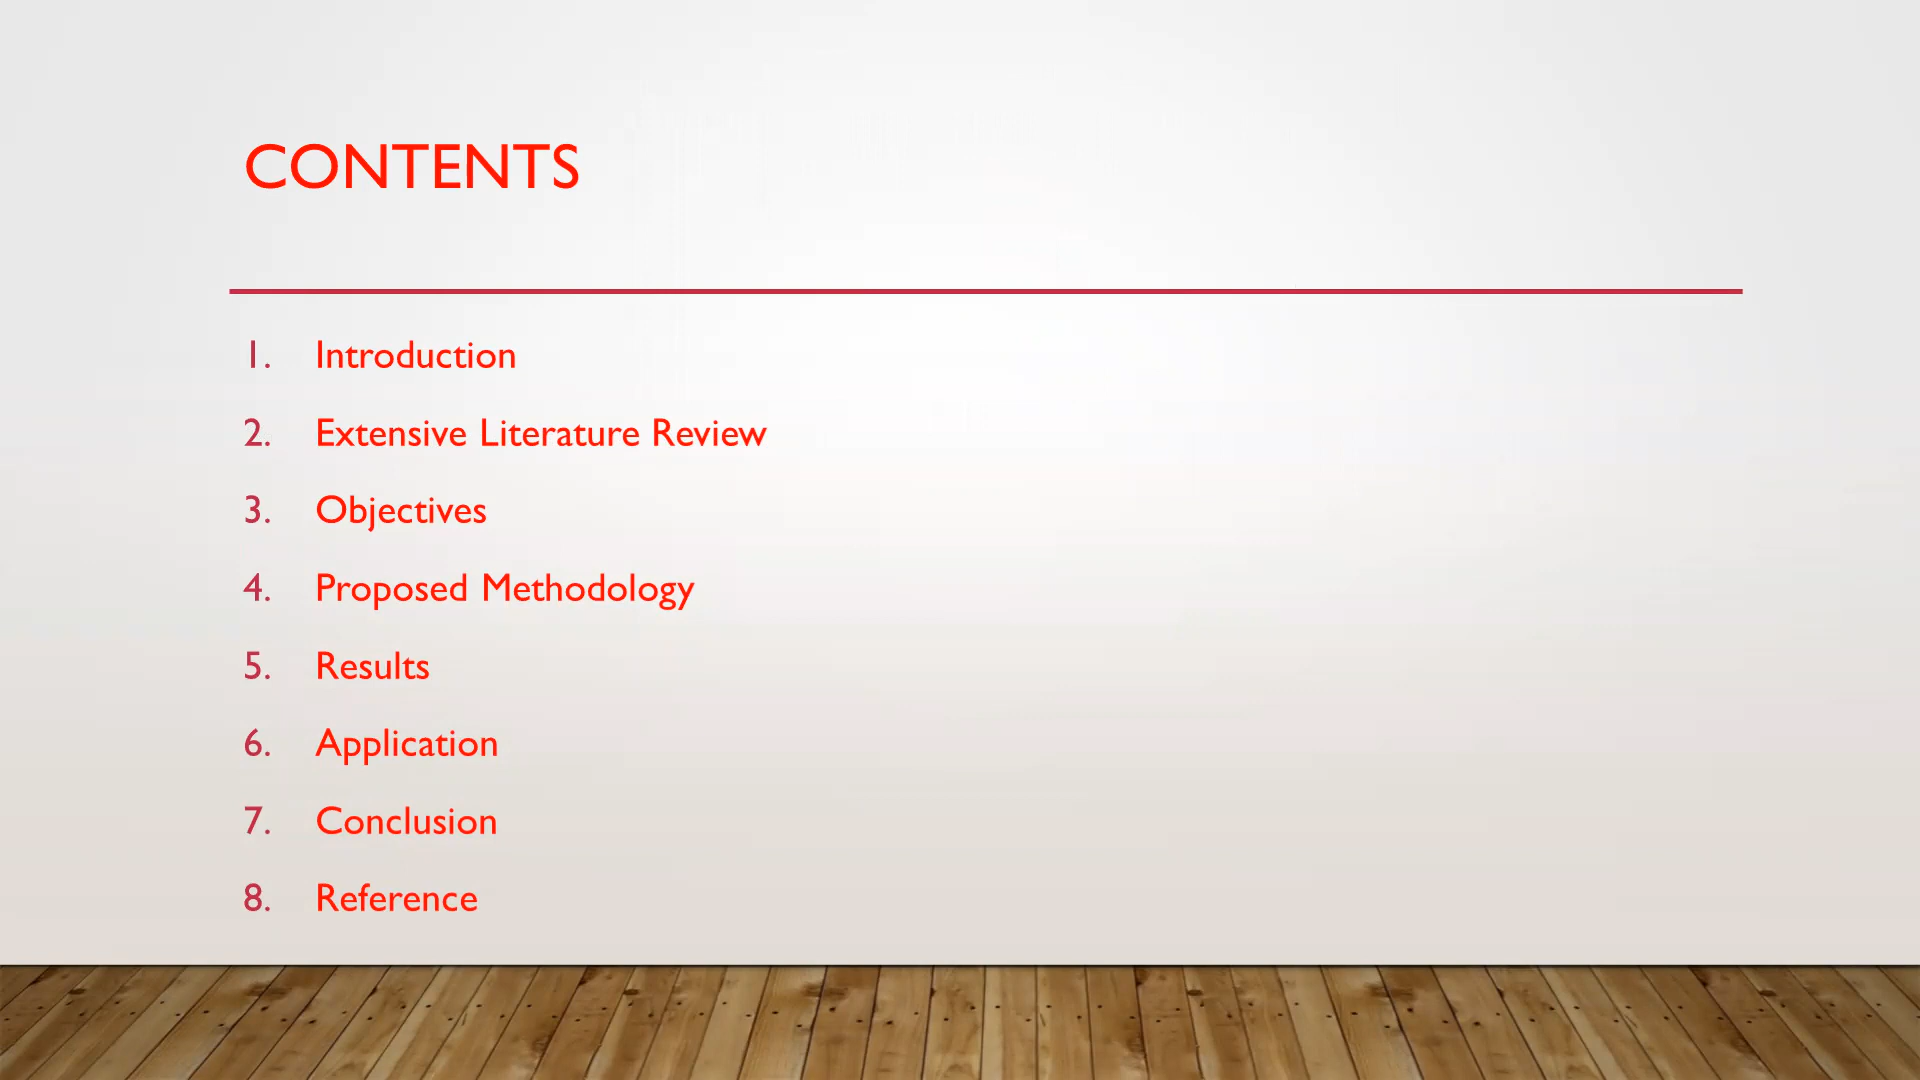 CONTENTS
1. Introduction
2. Extensive Literature Review
3. Objectives
4. Proposed Methodology
5. Results
6. Application
7. Conclusion
8. Reference